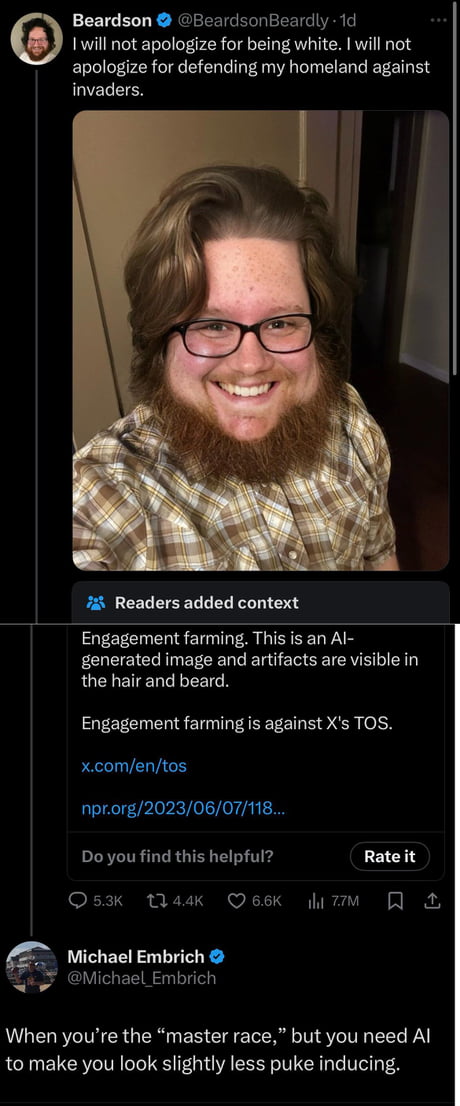 Beardson @BeardsonBeardly · 1d
I will not apologize for being white. I will not
apologize for defending my homeland against
invaders.
Readers added context
Engagement farming. This is an AI-
generated image and artifacts are visible in
the hair and beard.
Engagement farming is against X's TOS.
x.com/en/tos
npr.org/2023/06/07/118...
Do you find this helpful?
Rate it
5.3K 4.4K 6.6K 7.7M
Michael Embrich
@Michael_Embrich
When you’re the “master race,” but you need AI
to make you look slightly less puke inducing.